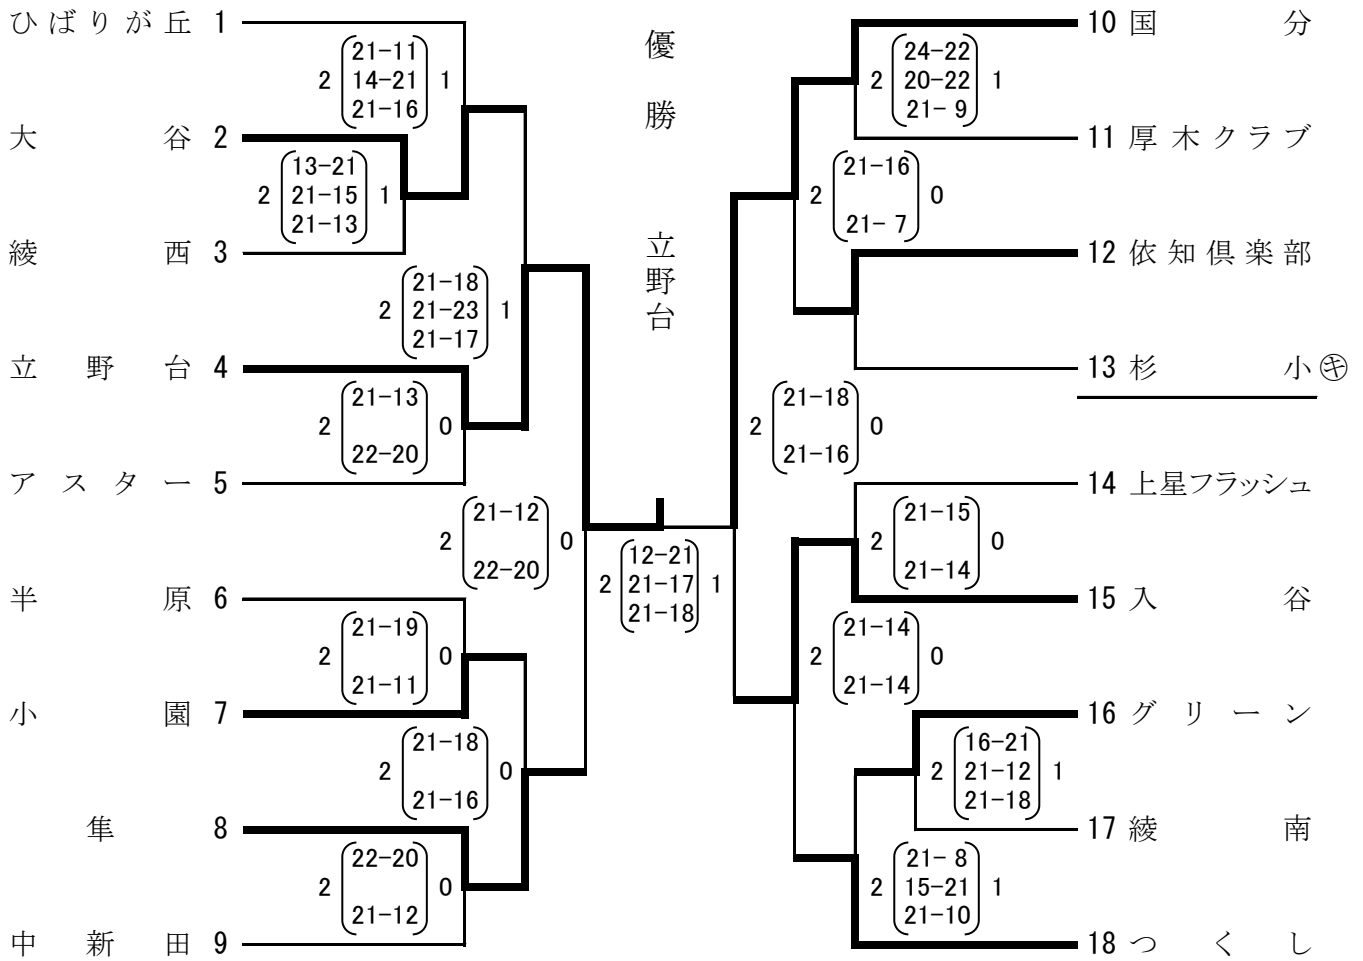 ひばりが丘 1
2 21-11 14-21 21-16 1
大谷 2
2 13-21 21-15 21-13 1
綾西 3
2 21-18 21-23 21-17 1
立野台 4
2 21-13 22-20 0
アスター 5
2 21-12 22-20 0
半原 6
2 21-19 21-11 0
小園 7
2 21-18 21-16 0
隼 8
2 22-20 21-12 0
中新田 9
優勝
立野台
2 12-21 21-17 21-18 1
10 国分
2 24-22 20-22 21-9 1
11 厚木クラブ
2 21-16 21-7 0
12 依知倶楽部
13 杉小㋖
2 21-18 21-16 0
14 上星フラッシュ
2 21-15 21-14 0
15 入谷
2 21-14 21-14 0
16 グリーン
2 16-21 21-12 21-18 1
17 綾南
2 21-8 15-21 21-10 1
18 つくし